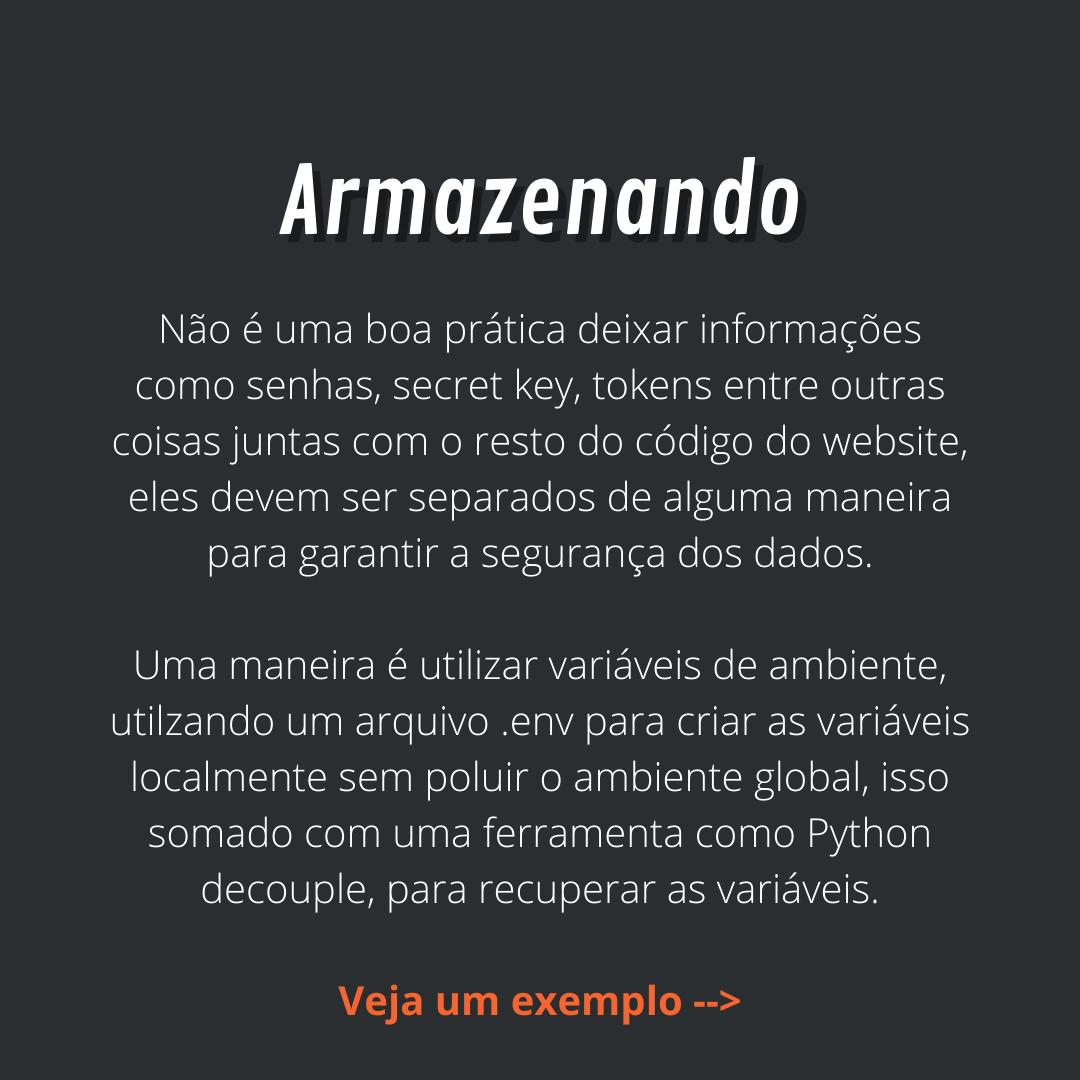 Armazenando
Não é uma boa prática deixar informações
como senhas, secret key, tokens entre outras
coisas juntas com o resto do código do website,
eles devem ser separados de alguma maneira
para garantir a segurança dos dados.
Uma maneira é utilizar variáveis de ambiente,
utilzando um arquivo .env para criar as variáveis
localmente sem poluir o ambiente global, isso
somado com uma ferramenta como Python
decouple, para recuperar as variáveis.
Veja um exemplo -->